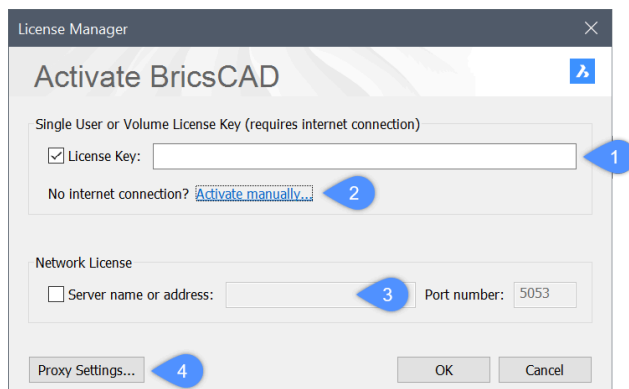 License Manager
Activate BricsCAD
Single User or Volume License Key (requires internet connection)
License Key: 1
No internet connection? Activate manually... 2
Network License
Server name or address: 3 Port number: 5053
Proxy Settings... 4 OK Cancel